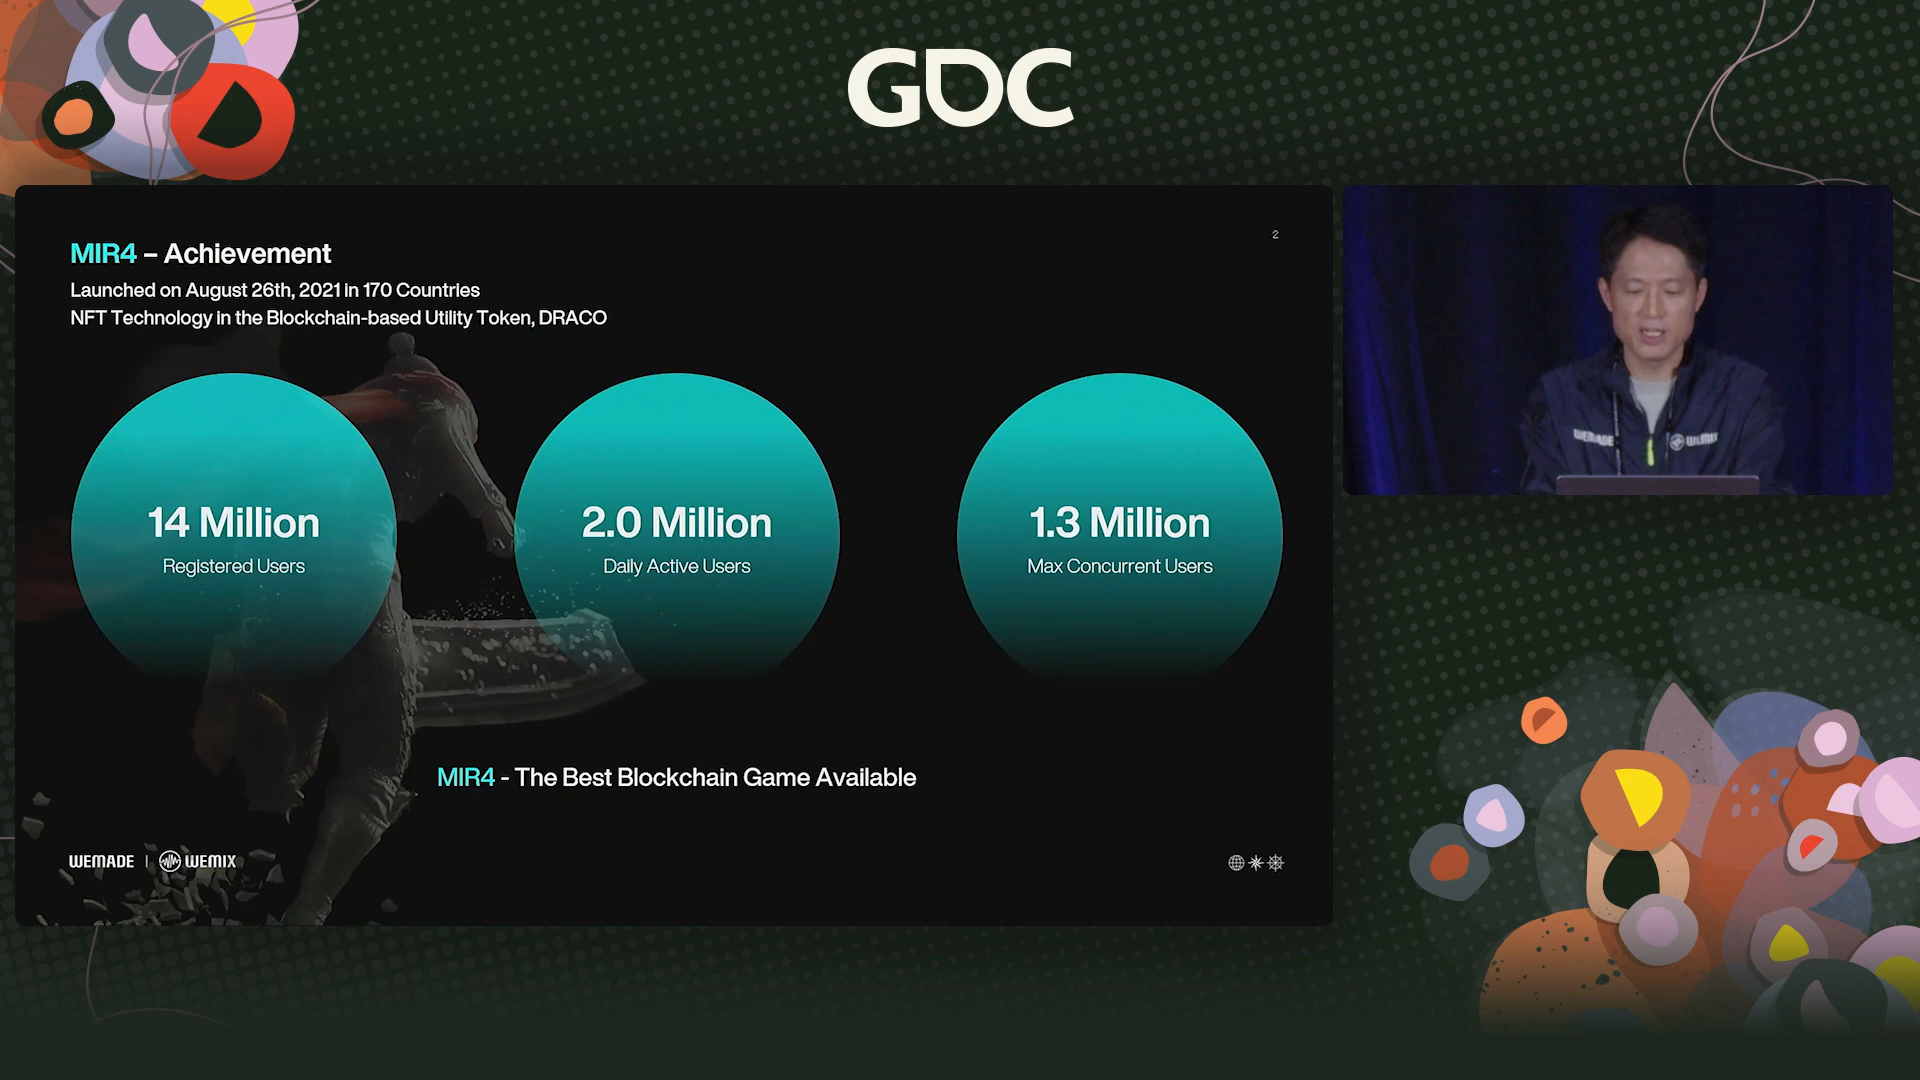 GDC
MIR4 – Achievement
2
Launched on August 26th, 2021 in 170 Countries
NFT Technology in the Blockchain-based Utility Token, DRACO
14 Million
Registered Users
2.0 Million
Daily Active Users
1.3 Million
Max Concurrent Users
MIR4 - The Best Blockchain Game Available
WEMADE | WEMIX
WEMADE WEMIX